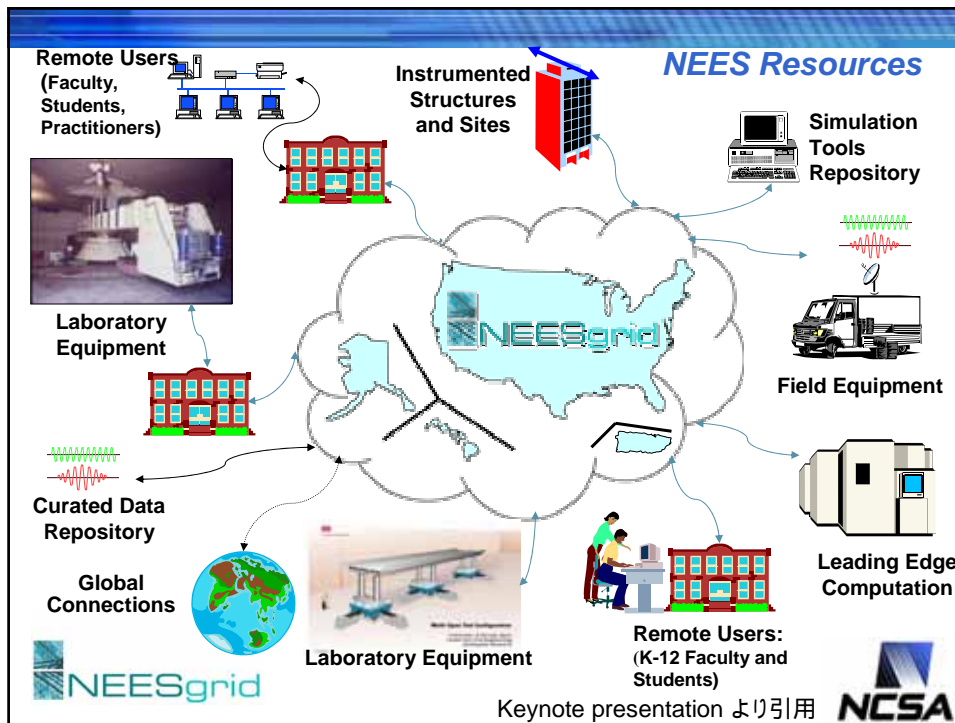 NEES Resources
Remote Users
(Faculty,
Students,
Practitioners)
Instrumented
Structures
and Sites
Simulation
Tools
Repository
Laboratory
Equipment
NEESgrid
Field Equipment
Curated Data
Repository
Global
Connections
Laboratory Equipment
Leading Edge
Computation
Remote Users:
(K-12 Faculty and
Students)
NEESgrid
Keynote presentation より引用
NCSA